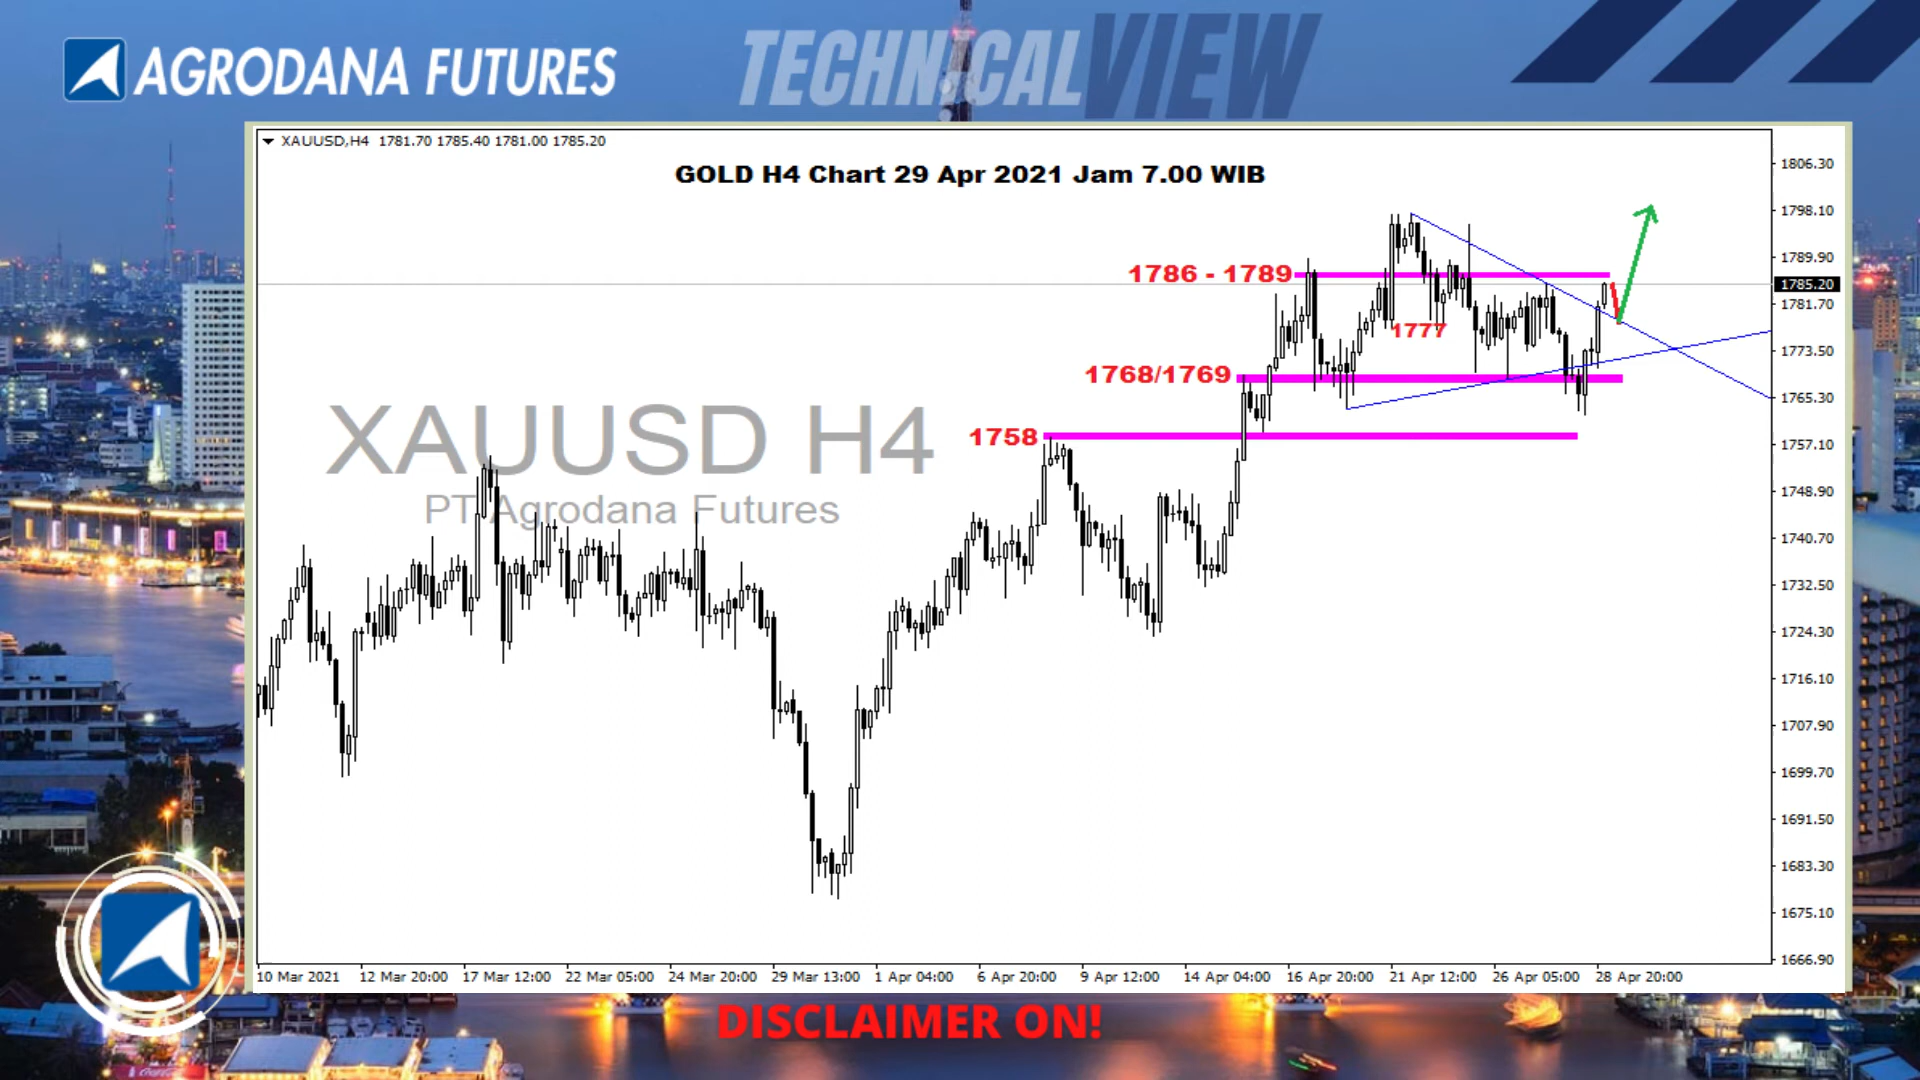 AGRODANA FUTURES
TECHNICAL VIEW
XAUUSD,H4 1781.70 1785.40 1781.00 1785.20
GOLD H4 Chart 29 Apr 2021 Jam 7.00 WIB
1806.30
1798.10
1789.90
1785.20
1781.70
1773.50
1765.30
1757.10
1748.90
1740.70
1732.50
1724.30
1716.10
1707.90
1699.70
1691.50
1683.30
1675.10
1666.90
1786 - 1789
1777
1768/1769
1758
XAUUSD H4
PT Agrodana Futures
10 Mar 2021 12 Mar 20:00 17 Mar 12:00 22 Mar 05:00 24 Mar 20:00 29 Mar 13:00 1 Apr 04:00 6 Apr 20:00 9 Apr 12:00 14 Apr 04:00 16 Apr 20:00 21 Apr 12:00 26 Apr 05:00 28 Apr 20:00
DISCLAIMER ON!